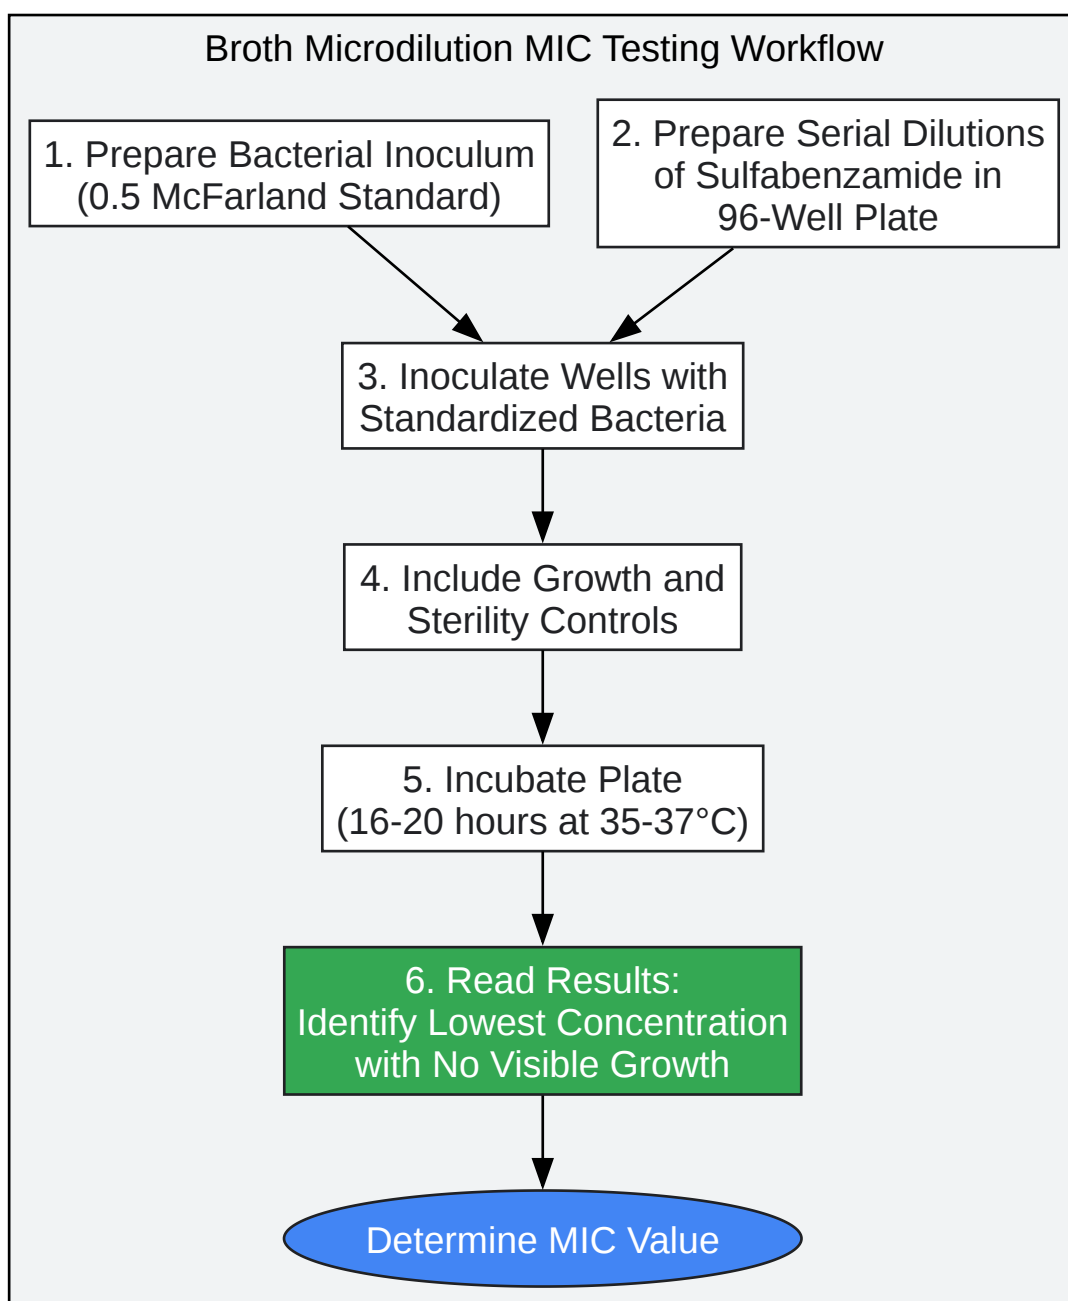 Broth Microdilution MIC Testing Workflow
1. Prepare Bacterial Inoculum
(0.5 McFarland Standard)
2. Prepare Serial Dilutions
of Sulfabenzamide in
96-Well Plate
3. Inoculate Wells with
Standardized Bacteria
4. Include Growth and
Sterility Controls
5. Incubate Plate
(16-20 hours at 35-37°C)
6. Read Results:
Identify Lowest Concentration
with No Visible Growth
Determine MIC Value